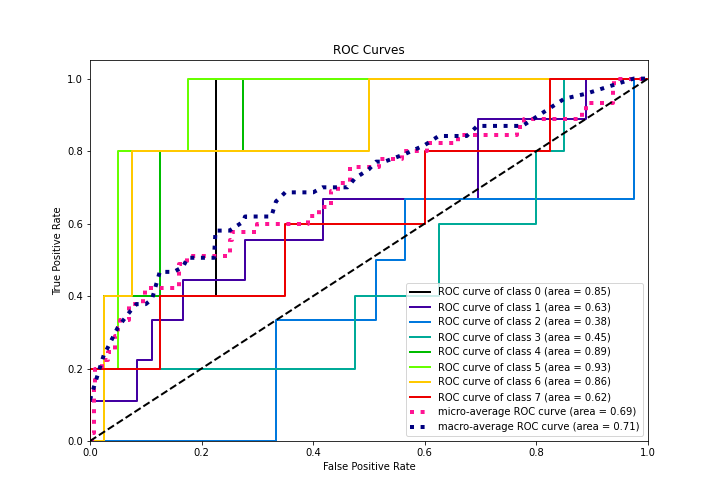 ROC Curves
1.0
0.8
0.6
0.4
0.2
0.0
True Positive Rate
0.0 0.2 0.4 0.6 0.8 1.0
False Positive Rate
ROC curve of class 0 (area = 0.85)
ROC curve of class 1 (area = 0.63)
ROC curve of class 2 (area = 0.38)
ROC curve of class 3 (area = 0.45)
ROC curve of class 4 (area = 0.89)
ROC curve of class 5 (area = 0.93)
ROC curve of class 6 (area = 0.86)
ROC curve of class 7 (area = 0.62)
micro-average ROC curve (area = 0.69)
macro-average ROC curve (area = 0.71)